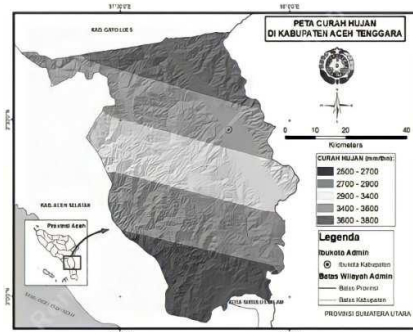 PETA CURAH HUJAN
DI KABUPATEN ACEH TENGGARA
KAB. GAYO LUES
0
10
20
40
Kilometers
CURAH HUJAN (mm/thn)
2500 - 2700
2700 - 2900
2900 - 3400
3400 - 3600
3600 - 3800
KAB. ACEH SELATAN
Provinsi Aceh
Legenda
Ibukota Admin
Ibukota Kabupaten
Batas Wilayah Admin
Batas Provinsi
Batas Kabupaten
PROVINSI SUMATERA UTARA